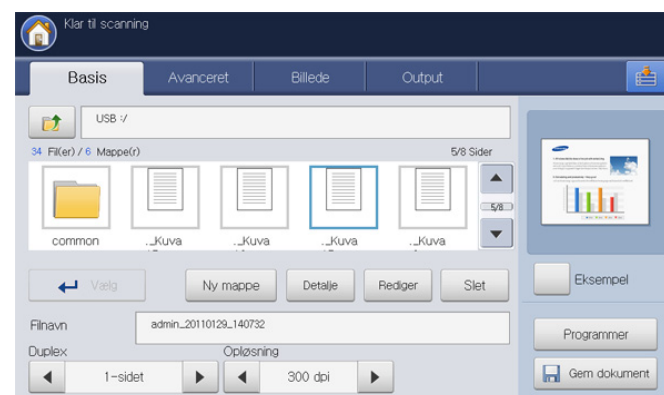 Klar til scanning
Basis
Avanceret
Billede
Output
USB :/
34 Fil(er) / 6 Mappe(r)
5/8 Sider
5/8
common
._Kuva
._Kuva
._Kuva
._Kuva
Vælg
Ny mappe
Detalje
Rediger
Slet
Eksempel
Filnavn
admin_20110129_140732
Programmer
Duplex
Opløsning
1-sidet
300 dpi
Gem dokument